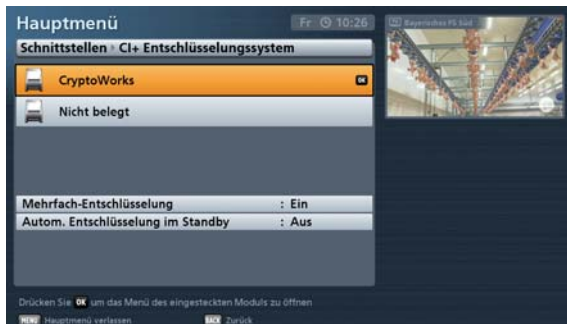 Hauptmenü
Fr 10:26
Bayerisches FS Süd
Schnittstellen › CI+ Entschlüsselungssystem
CryptoWorks OK
Nicht belegt
Mehrfach-Entschlüsselung : Ein
Autom. Entschlüsselung im Standby : Aus
Drücken Sie OK um das Menü des eingesteckten Moduls zu öffnen
MENU Hauptmenü verlassen BACK Zurück